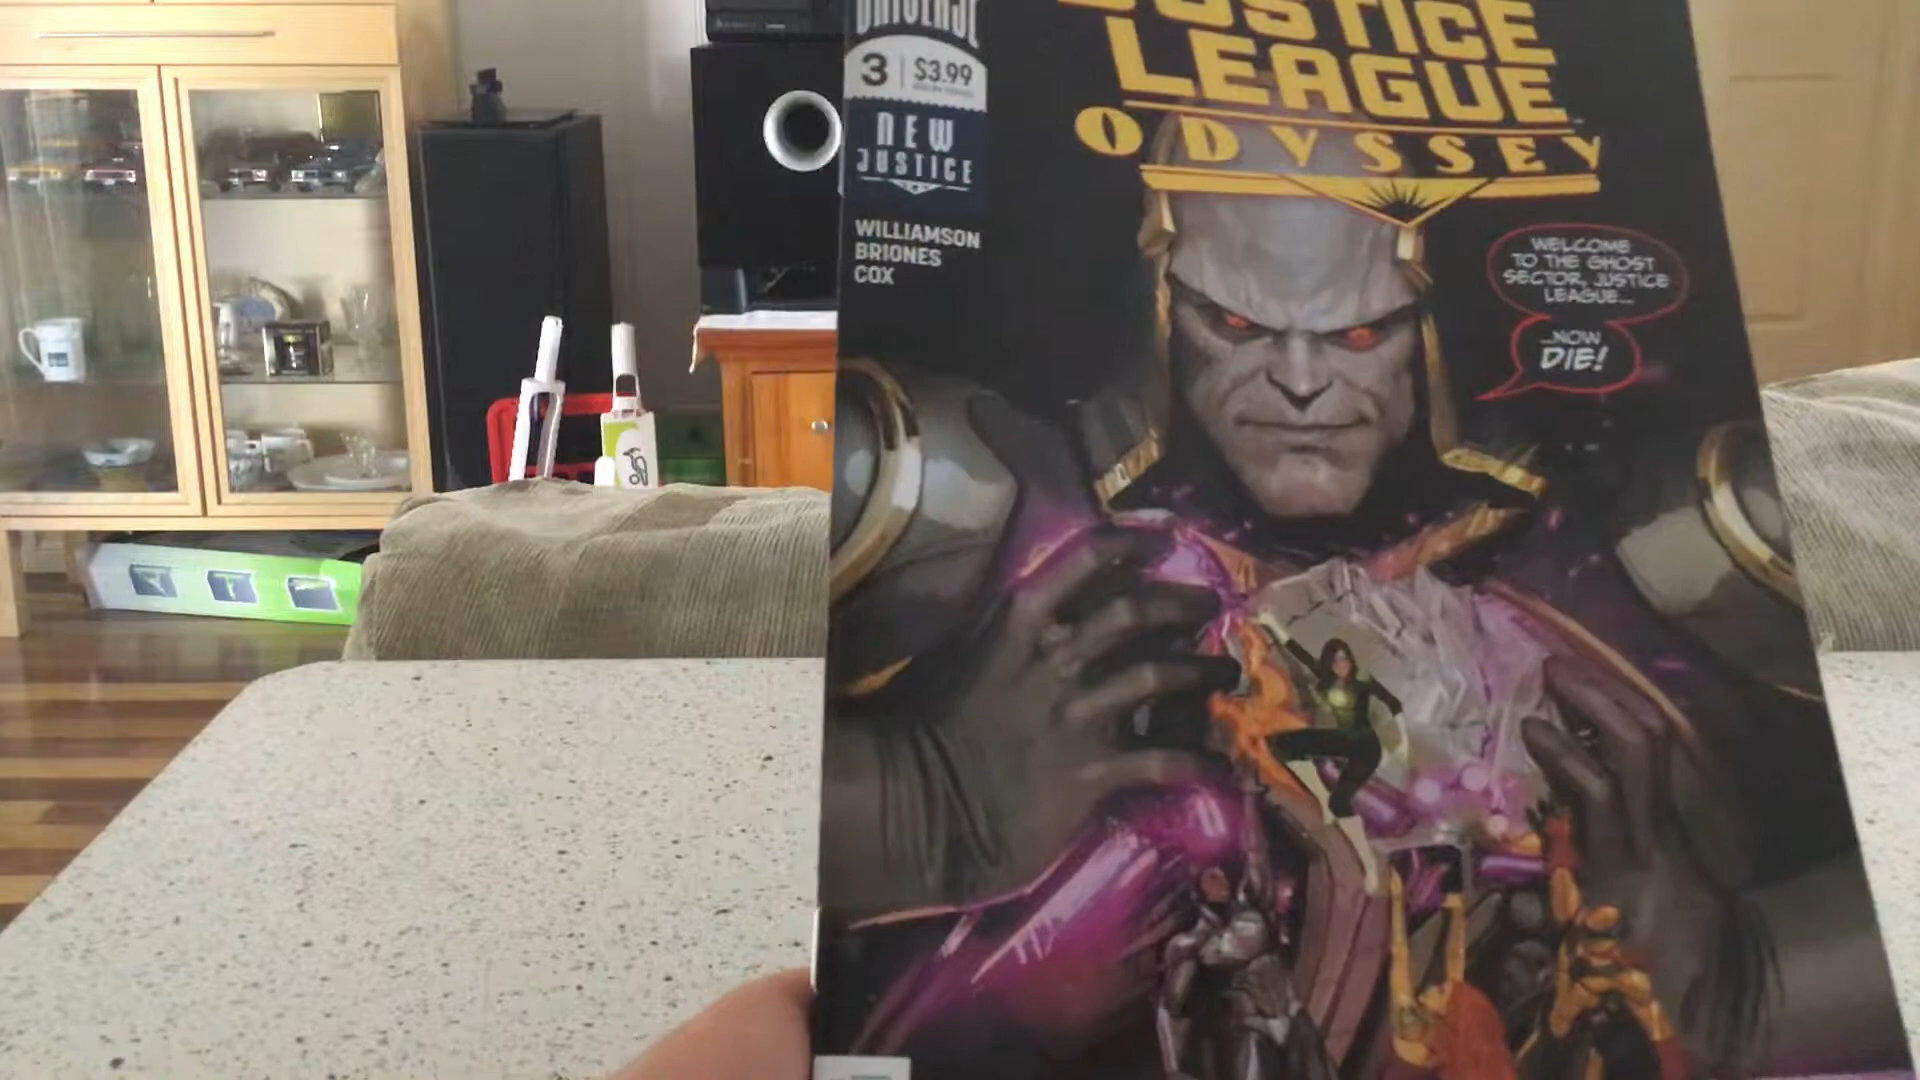 UNIVERSE
3 $3.99
NEW
JUSTICE
WILLIAMSON
BRIONES
COX
JUSTICE
LEAGUE
ODYSSEY
WELCOME
TO THE GHOST
SECTOR, JUSTICE
LEAGUE...
...NOW
DIE!